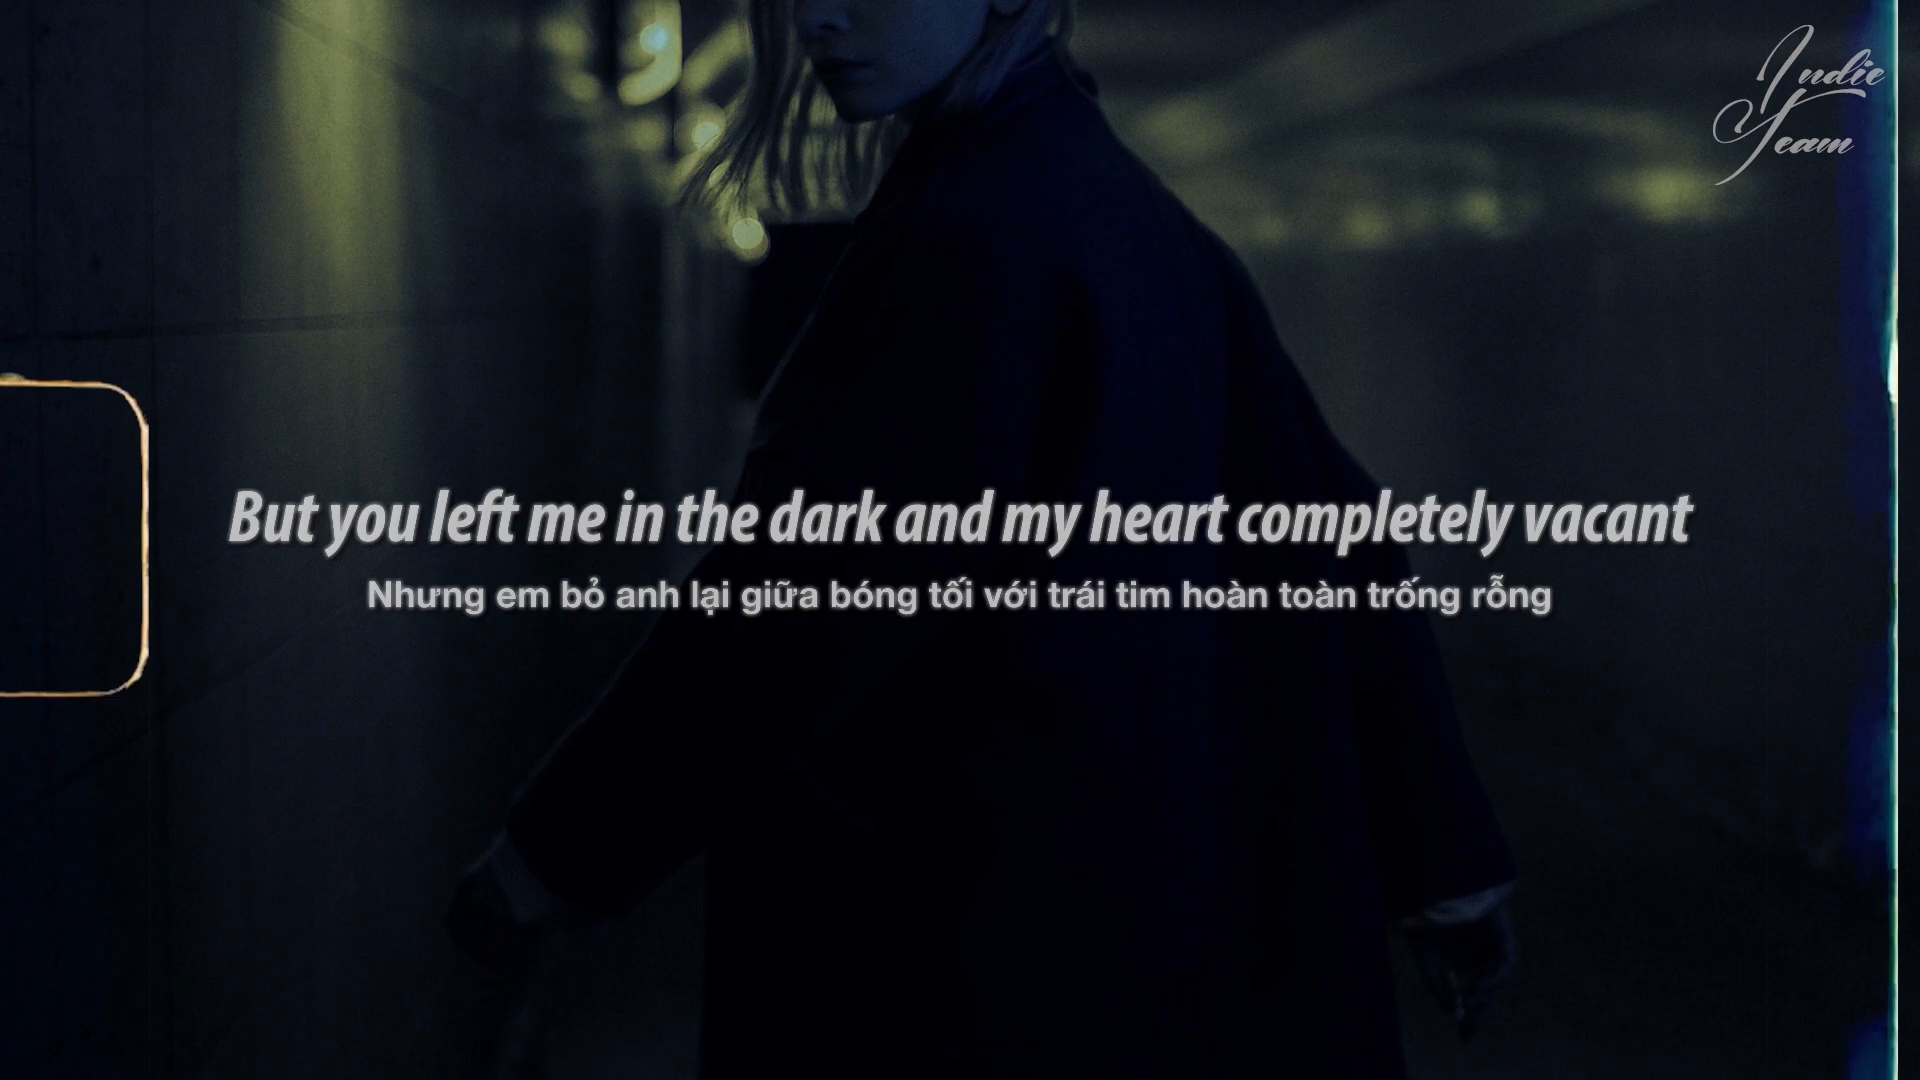 Indie
Team
But you left me in the dark and my heart completely vacant
Nhưng em bỏ anh lại giữa bóng tối với trái tim hoàn toàn trống rỗng